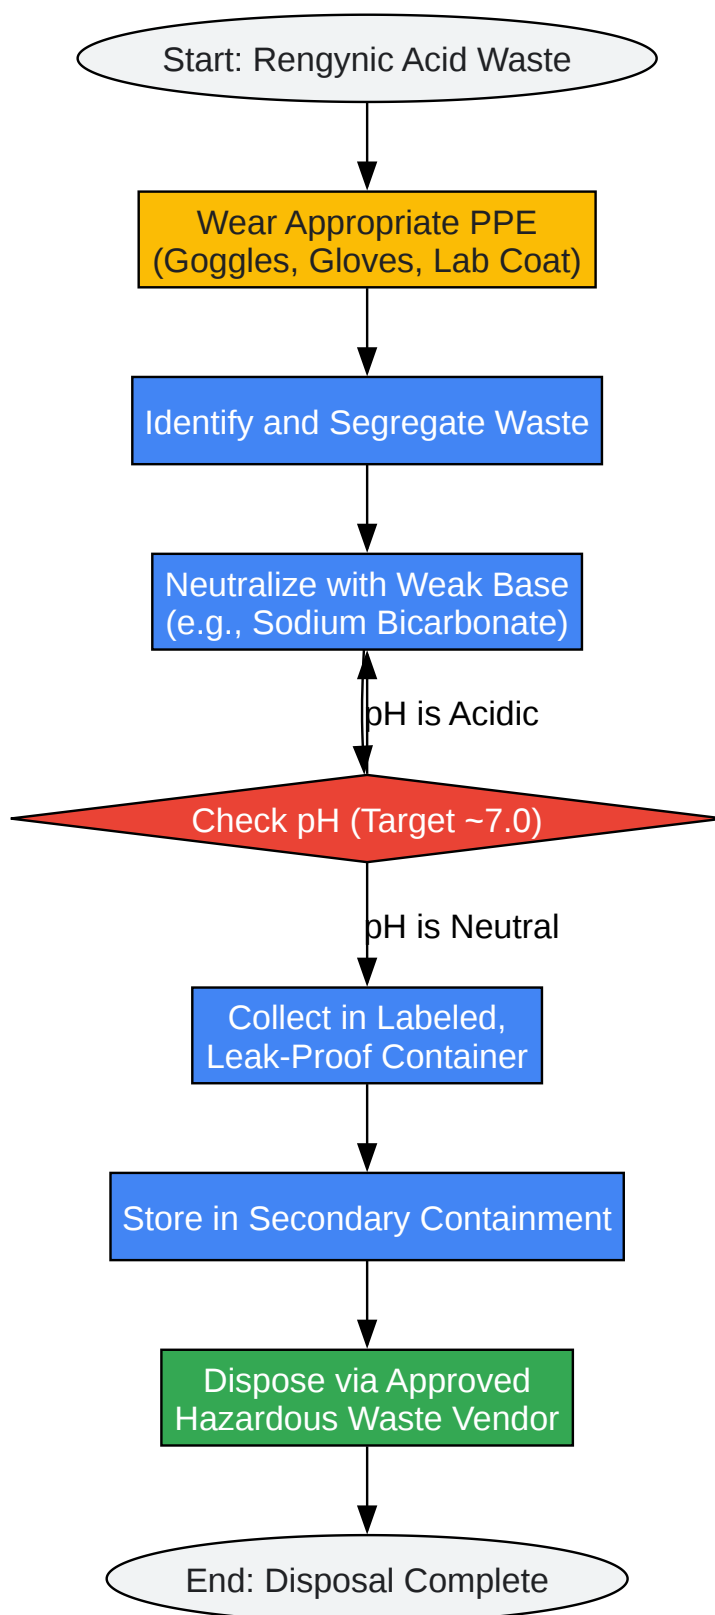 Start: Rengynic Acid Waste
Wear Appropriate PPE
(Goggles, Gloves, Lab Coat)
Identify and Segregate Waste
Neutralize with Weak Base
(e.g., Sodium Bicarbonate)
pH is Acidic
Check pH (Target ~7.0)
pH is Neutral
Collect in Labeled,
Leak-Proof Container
Store in Secondary Containment
Dispose via Approved
Hazardous Waste Vendor
End: Disposal Complete